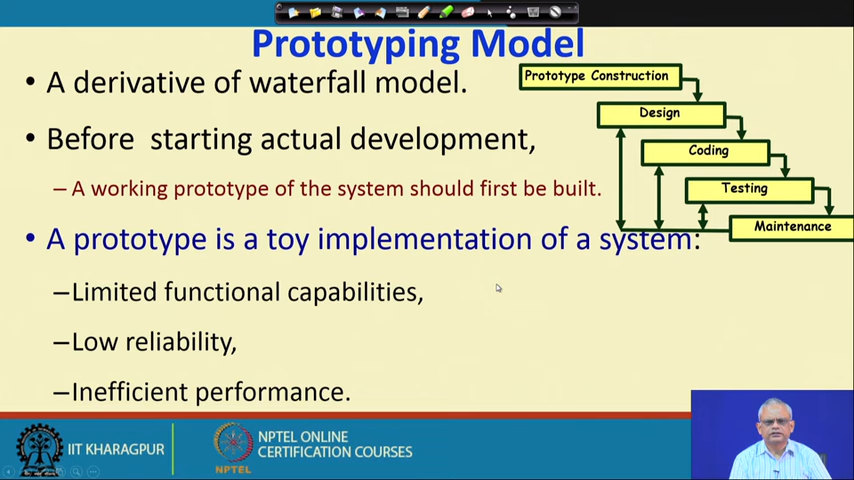 Prototyping Model
• A derivative of waterfall model.
• Before starting actual development,
– A working prototype of the system should first be built.
• A prototype is a toy implementation of a system:
–Limited functional capabilities,
–Low reliability,
–Inefficient performance.
Prototype Construction
Design
Coding
Testing
Maintenance
IIT KHARAGPUR
NPTEL
NPTEL ONLINE
CERTIFICATION COURSES